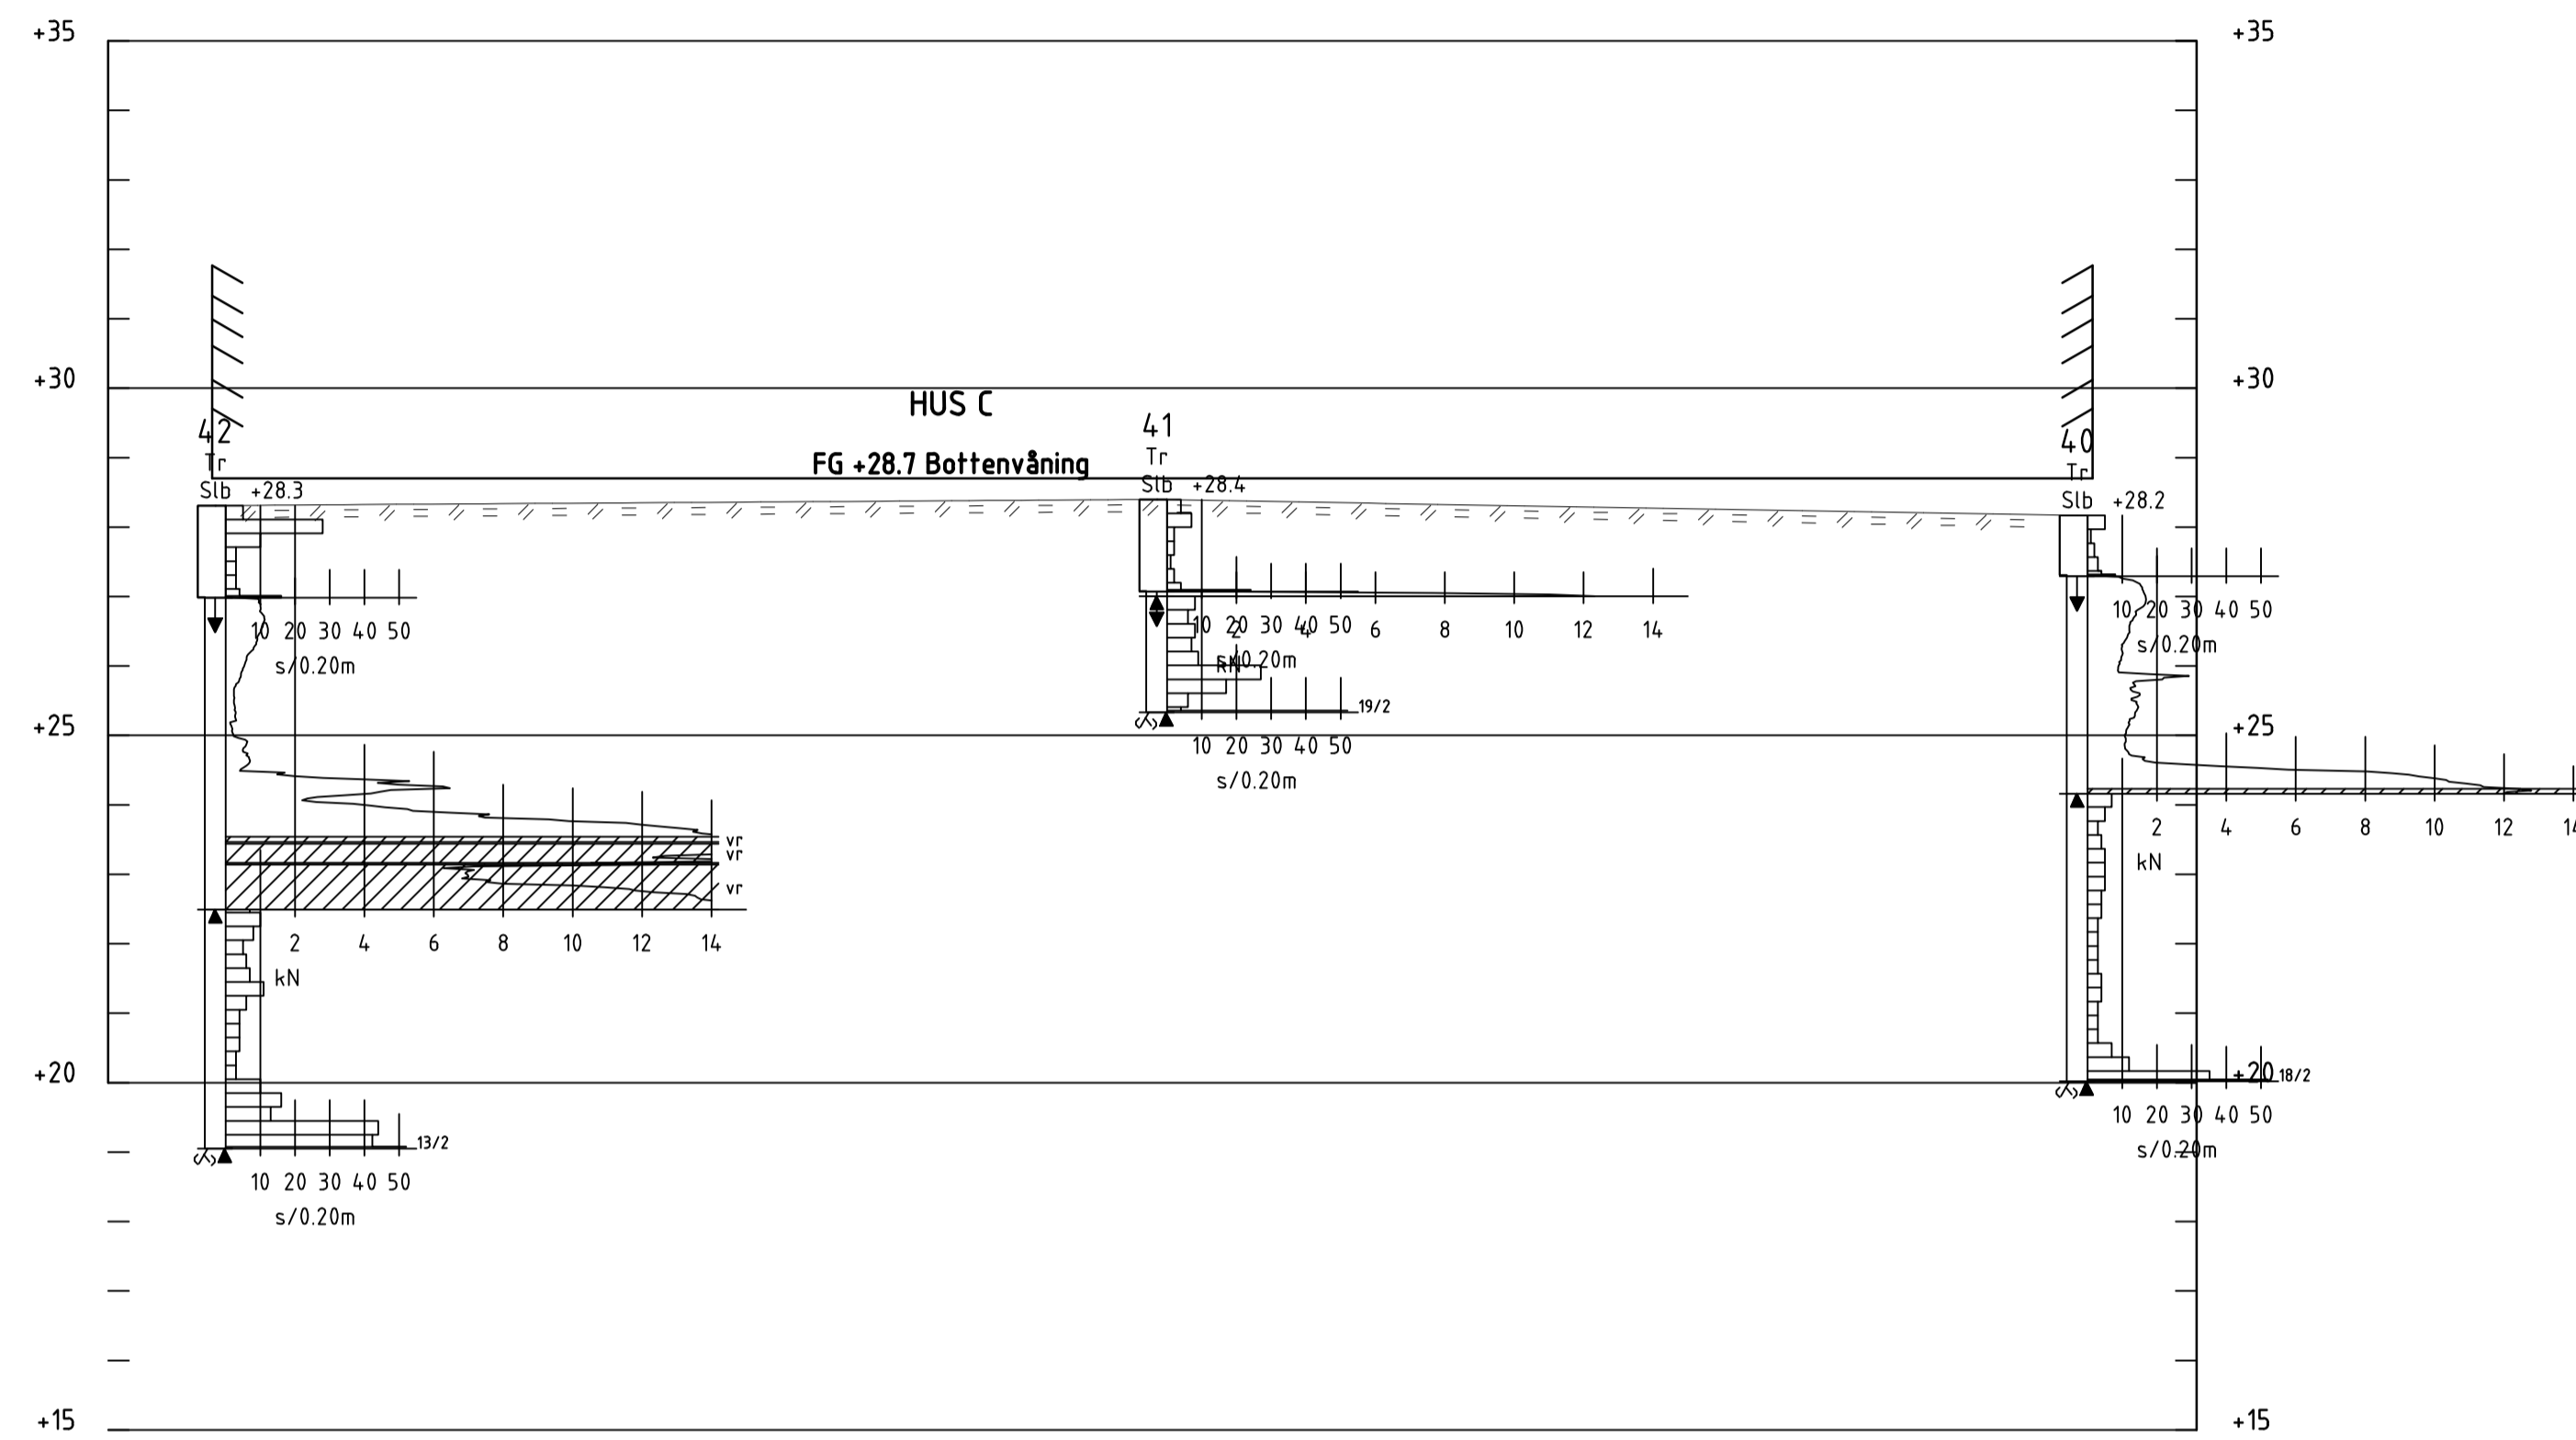 +35 +35
+30 +30
HUS C
42 41 40
FG +28.7 Bottenvåning
Tr Tr Tr
Slb +28.3 Slb +28.4 Slb +28.2
10 20 30 40 50
s/0.20m
10 20 30 40 50
s/0.20m
2 4 6 8 10 12 14
kN
10 20 30 40 50
s/0.20m
19/2
+25 +25
10 20 30 40 50
s/0.20m
vr
vr
vr
2 4 6 8 10 12 14
kN
2 4 6 8 10 12 14
kN
+20 +20
18/2
10 20 30 40 50
s/0.20m
13/2
10 20 30 40 50
s/0.20m
+15 +15